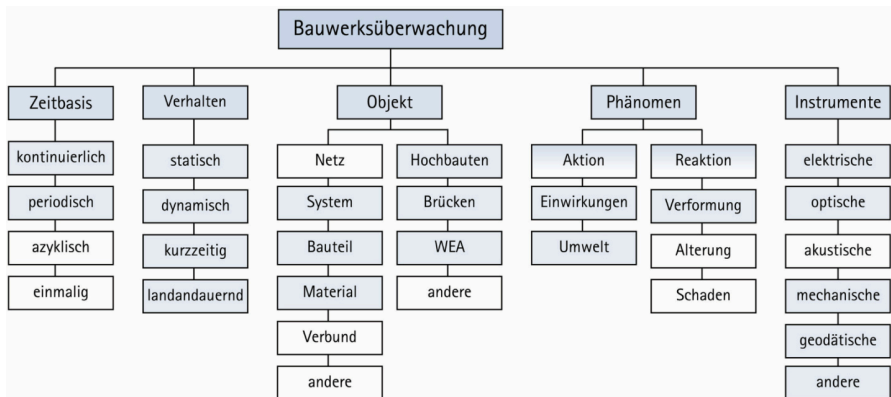 Bauwerksüberwachung
Zeitbasis
kontinuierlich
periodisch
azyklisch
einmalig
Verhalten
statisch
dynamisch
kurzzeitig
landandauernd
Objekt
Netz
System
Bauteil
Material
Verbund
andere
Hochbauten
Brücken
WEA
andere
Phänomen
Aktion
Einwirkungen
Umwelt
Reaktion
Verformung
Alterung
Schaden
Instrumente
elektrische
optische
akustische
mechanische
geodätische
andere